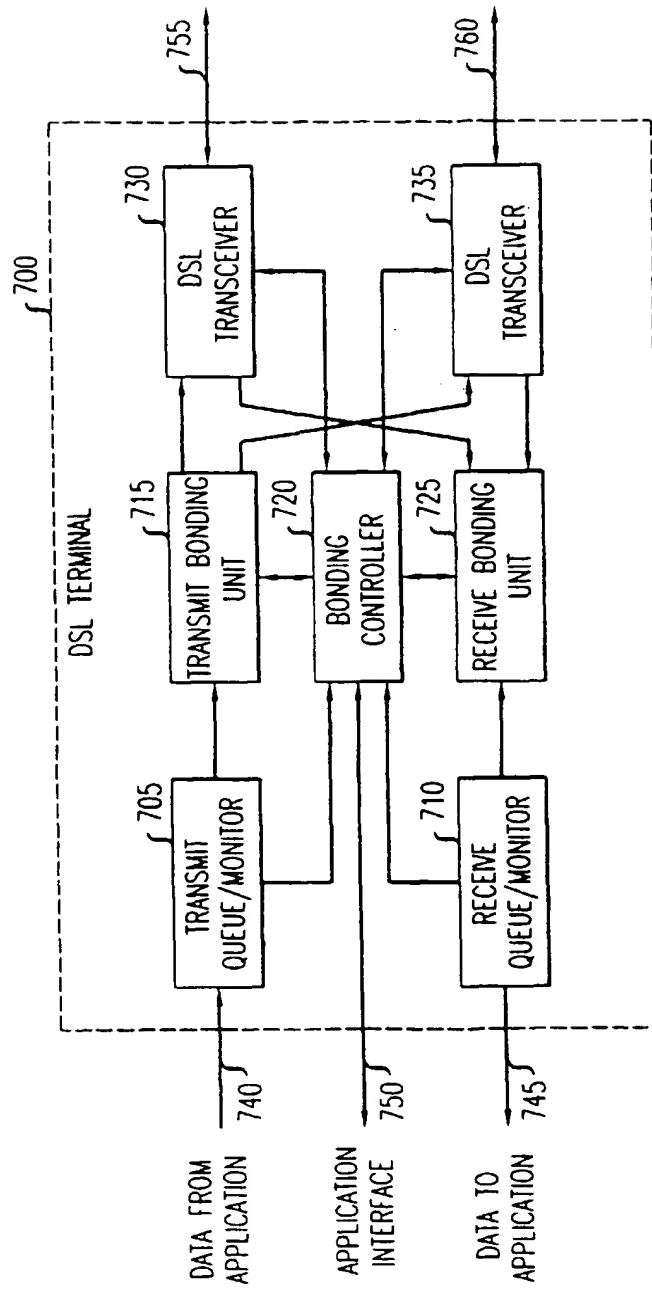 700
DSL TERMINAL
DATA FROM
APPLICATION
740
705
TRANSMIT
QUEUE/MONITOR
715
TRANSMIT BONDING
UNIT
730
DSL
TRANSCEIVER
755
APPLICATION
INTERFACE
750
720
BONDING
CONTROLLER
DATA TO
APPLICATION
745
710
RECEIVE
QUEUE/MONITOR
725
RECEIVE BONDING
UNIT
735
DSL
TRANSCEIVER
760